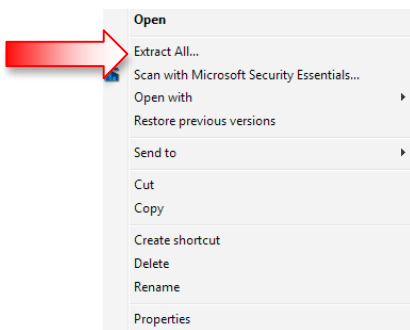 Open
Extract All...
Scan with Microsoft Security Essentials...
Open with
Restore previous versions
Send to
Cut
Copy
Create shortcut
Delete
Rename
Properties